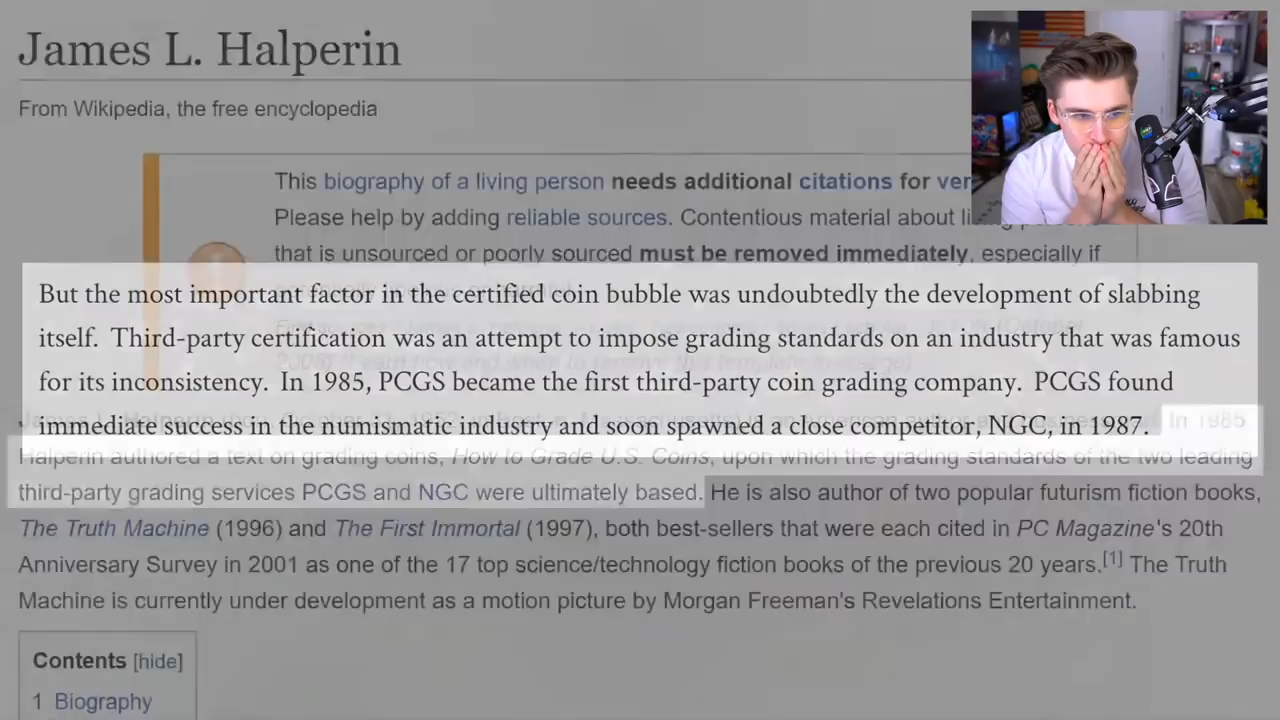 James L. Halperin
From Wikipedia, the free encyclopedia
This biography of a living person needs additional citations for ver
Please help by adding reliable sources. Contentious material about li
that is unsourced or poorly sourced must be removed immediately, especially if
But the most important factor in the certified coin bubble was undoubtedly the development of slabbing
itself. Third-party certification was an attempt to impose grading standards on an industry that was famous
for its inconsistency. In 1985, PCGS became the first third-party coin grading company. PCGS found
immediate success in the numismatic industry and soon spawned a close competitor, NGC, in 1987.
In 1985
Halperin authored a text on grading coins, How to Grade U.S. Coins, upon which the grading standards of the two leading
third-party grading services PCGS and NGC were ultimately based. He is also author of two popular futurism fiction books,
The Truth Machine (1996) and The First Immortal (1997), both best-sellers that were each cited in PC Magazine's 20th
Anniversary Survey in 2001 as one of the 17 top science/technology fiction books of the previous 20 years.[1] The Truth
Machine is currently under development as a motion picture by Morgan Freeman's Revelations Entertainment.
Contents [hide]
1 Biography